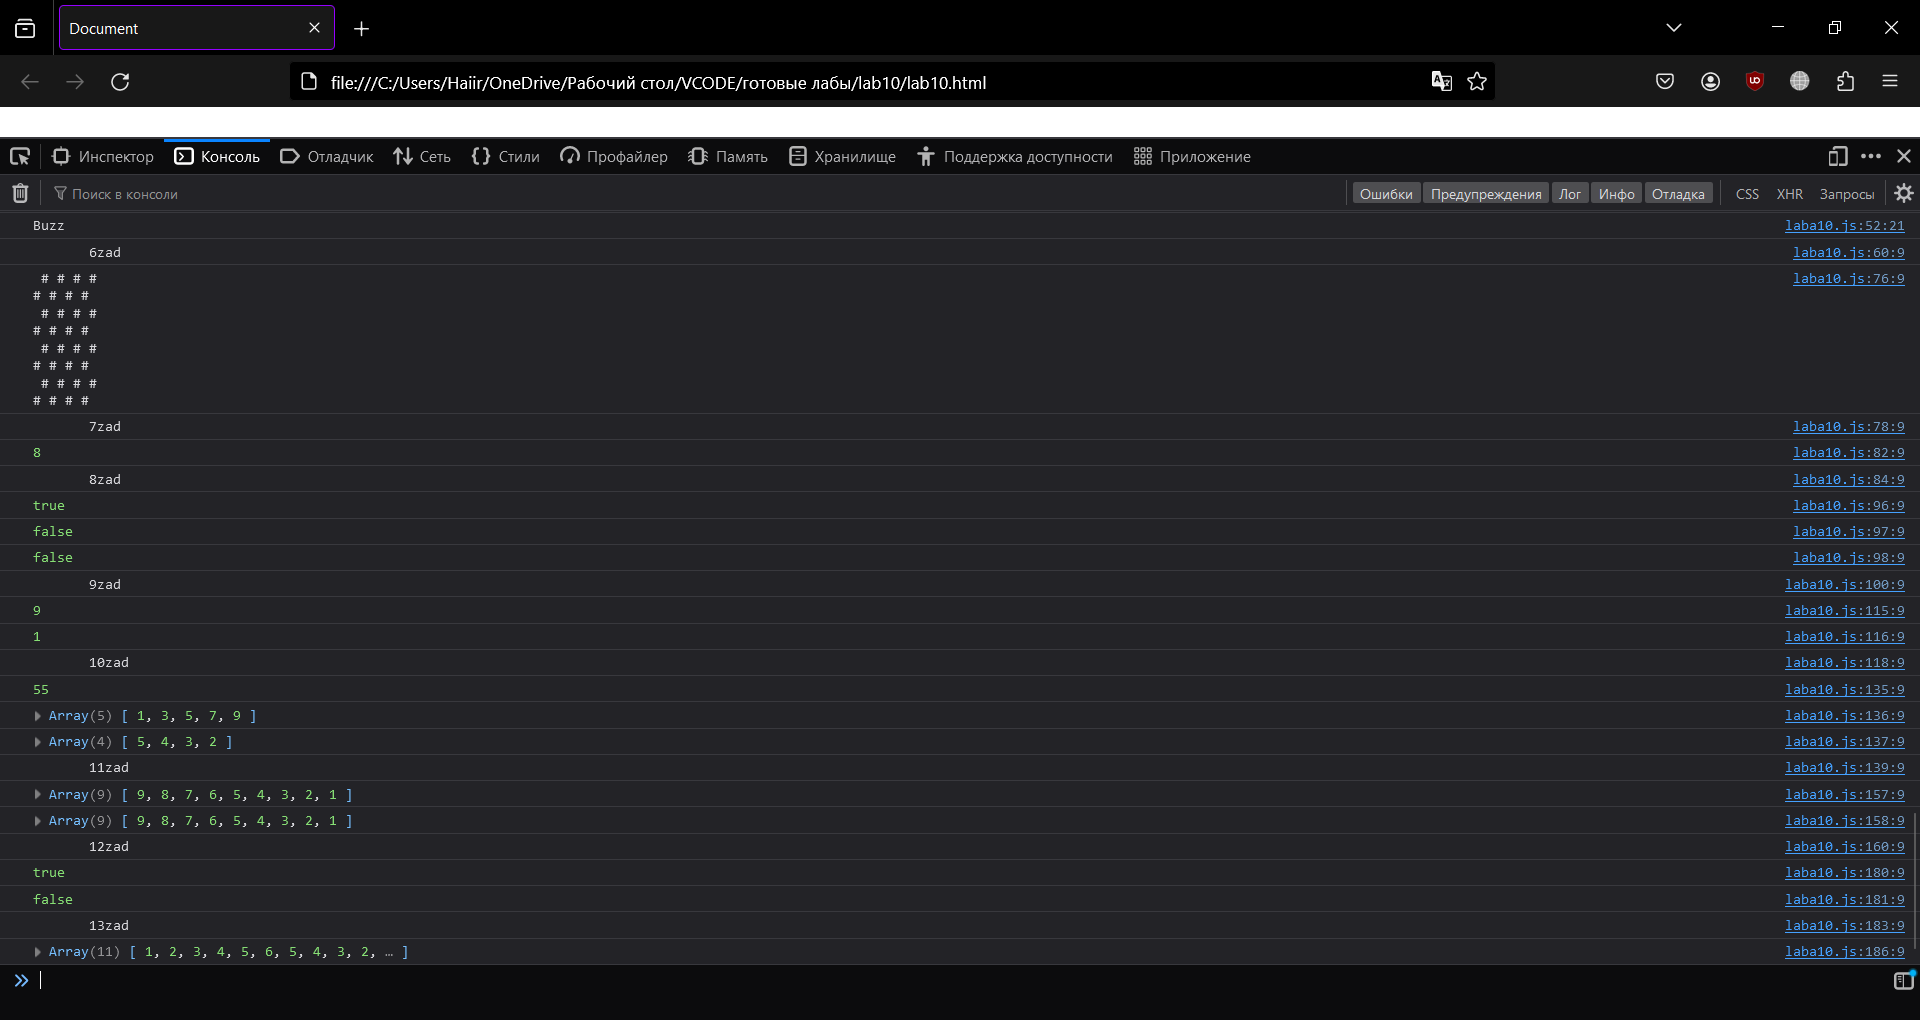 Document
file:///C:/Users/Haiir/OneDrive/Рабочий стол/VCODE/готовые лабы/lab10/lab10.html
Инспектор Консоль Отладчик Сеть Стили Профайлер Память Хранилище Поддержка доступности Приложение
Поиск в консоли Ошибки Предупреждения Лог Инфо Отладка CSS XHR Запросы
Buzz laba10.js:52:21
6zad laba10.js:60:9
 # # # # laba10.js:76:9
# # # #
 # # # #
# # # #
 # # # #
# # # #
 # # # #
# # # #
7zad laba10.js:78:9
8 laba10.js:82:9
8zad laba10.js:84:9
true laba10.js:96:9
false laba10.js:97:9
false laba10.js:98:9
9zad laba10.js:100:9
9 laba10.js:115:9
1 laba10.js:116:9
10zad laba10.js:118:9
55 laba10.js:135:9
Array(5) [ 1, 3, 5, 7, 9 ] laba10.js:136:9
Array(4) [ 5, 4, 3, 2 ] laba10.js:137:9
11zad laba10.js:139:9
Array(9) [ 9, 8, 7, 6, 5, 4, 3, 2, 1 ] laba10.js:157:9
Array(9) [ 9, 8, 7, 6, 5, 4, 3, 2, 1 ] laba10.js:158:9
12zad laba10.js:160:9
true laba10.js:180:9
false laba10.js:181:9
13zad laba10.js:183:9
Array(11) [ 1, 2, 3, 4, 5, 6, 5, 4, 3, 2, … ] laba10.js:186:9